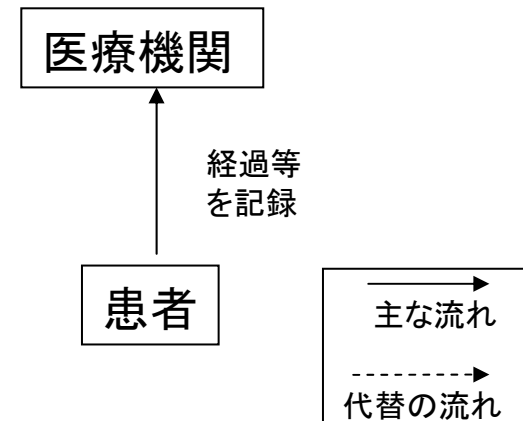 医療機関
経過等
を記録
患者
主な流れ
代替の流れ